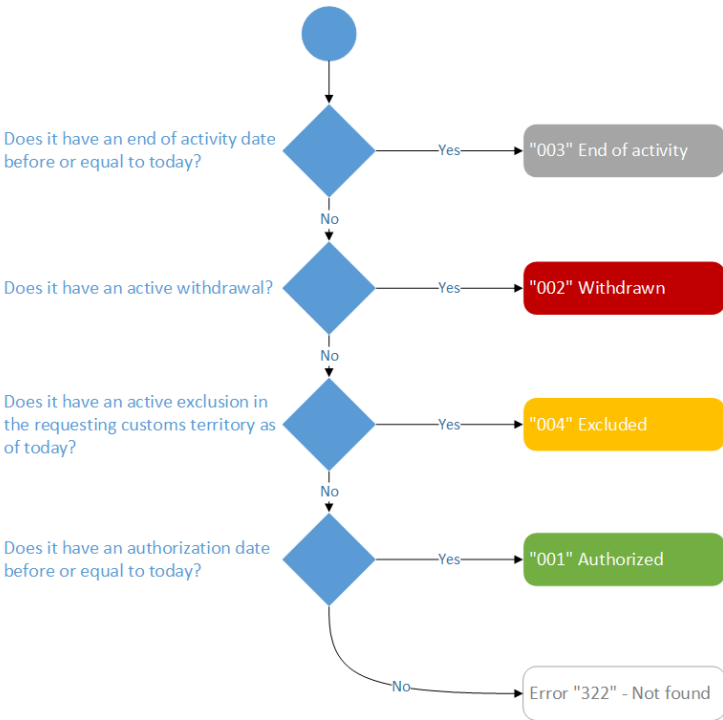 Does it have an end of activity date
before or equal to today?
Yes
"003" End of activity
No
Does it have an active withdrawal?
Yes
"002" Withdrawn
No
Does it have an active exclusion in
the requesting customs territory as
of today?
Yes
"004" Excluded
No
Does it have an authorization date
before or equal to today?
Yes
"001" Authorized
No
Error "322" - Not found